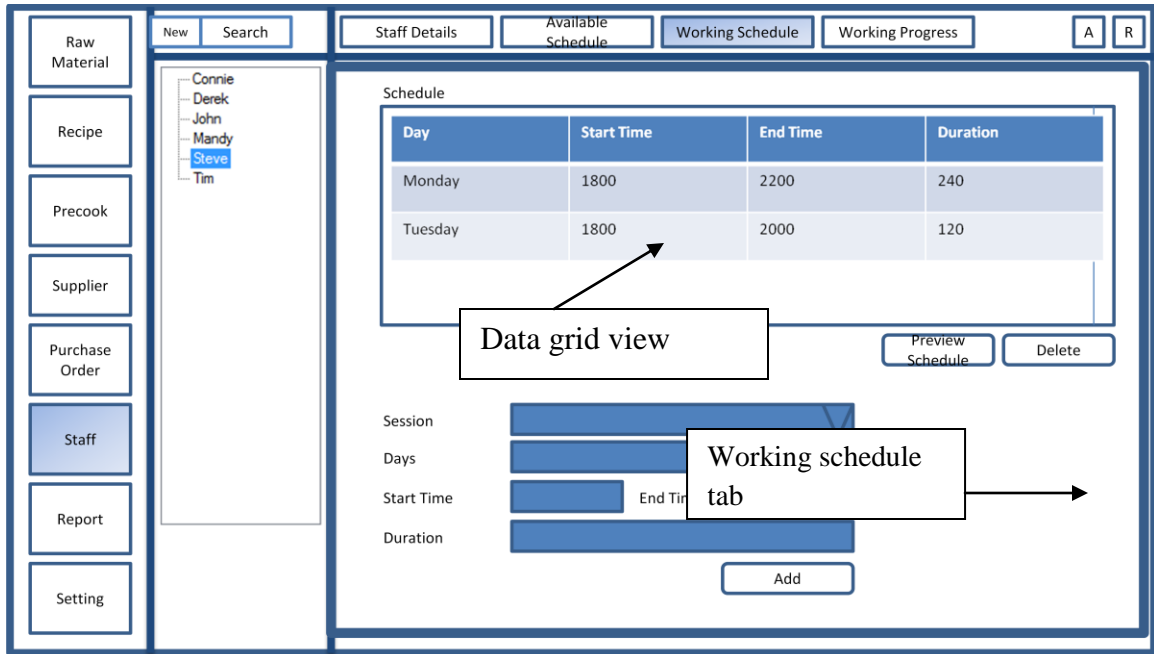 Raw
Material
Recipe
Precook
Supplier
Purchase
Order
Staff
Report
Setting
New Search
Connie
Derek
John
Mandy
Steve
Tim
Staff Details
Available
Schedule
Working Schedule
Working Progress
A R
Schedule
Day Start Time End Time Duration
Monday 1800 2200 240
Tuesday 1800 2000 120
Data grid view
Preview
Schedule
Delete
Session
Days
Start Time End
Duration
Working schedule
tab
Add